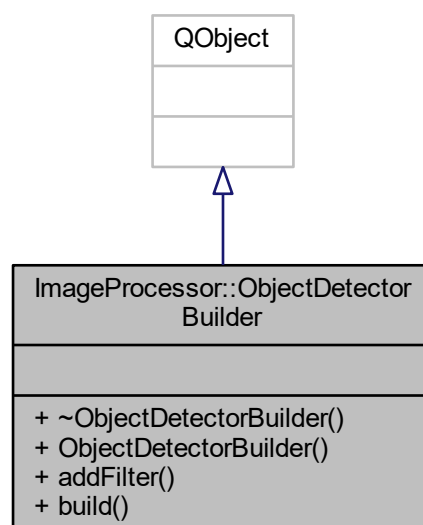 QObject
ImageProcessor::ObjectDetector
Builder
+ ~ObjectDetectorBuilder()
+ ObjectDetectorBuilder()
+ addFilter()
+ build()